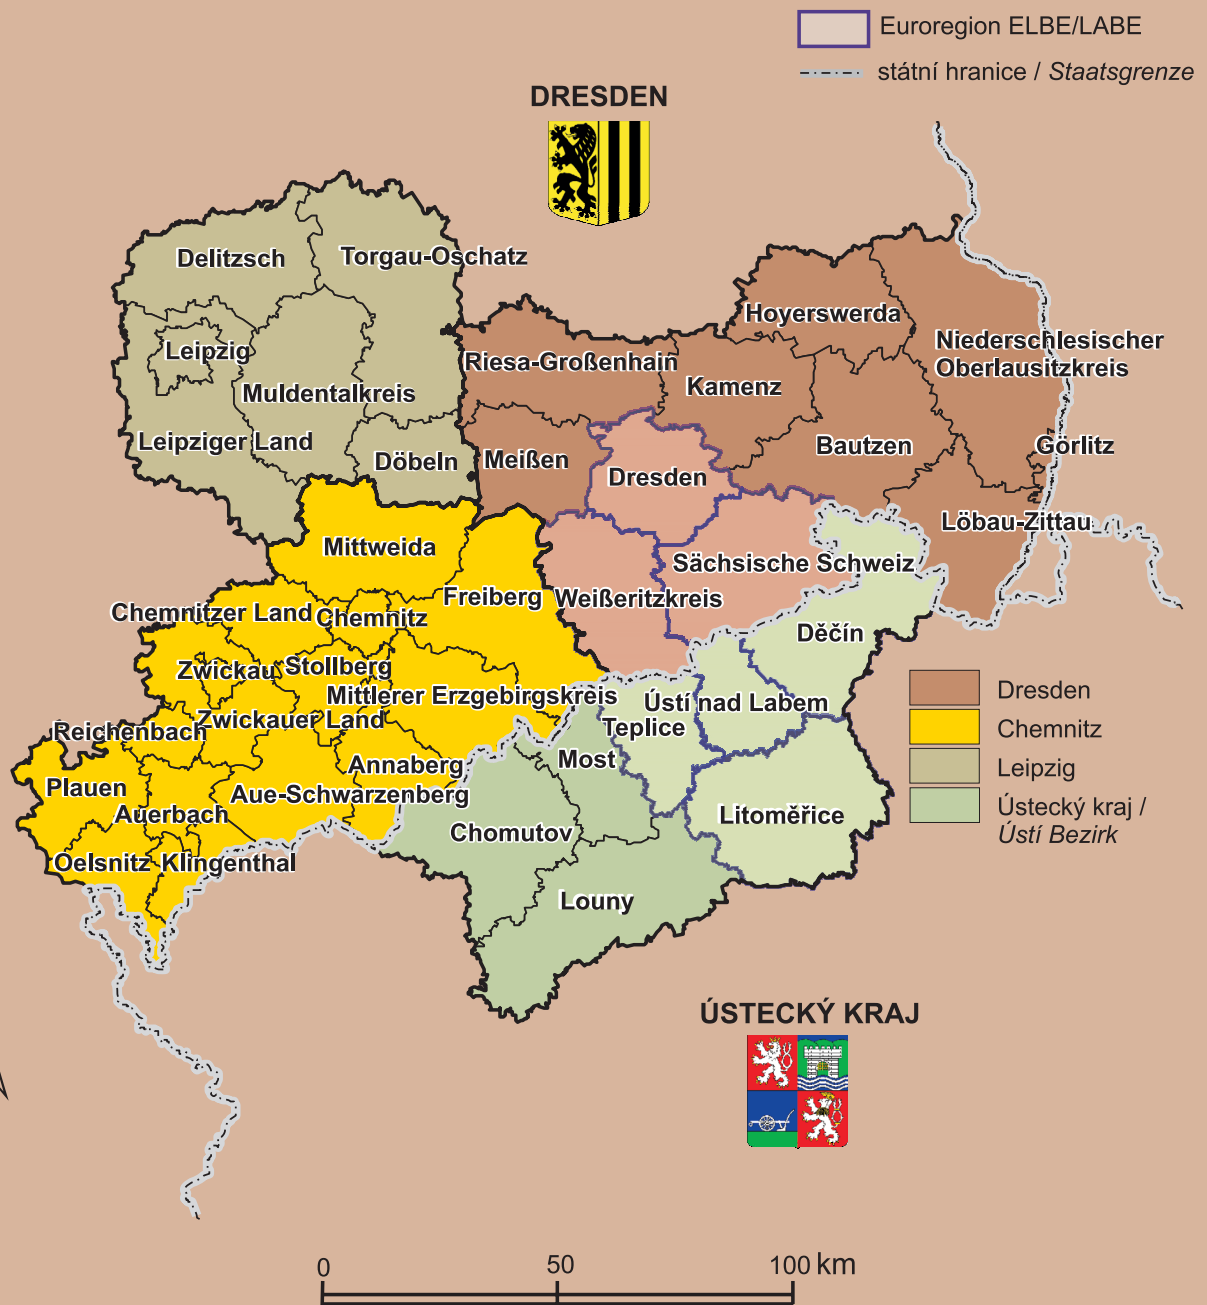 Euroregion ELBE/LABE
státní hranice / Staatsgrenze
DRESDEN
Delitzsch
Torgau-Oschatz
Hoyerswerda
Niederschlesischer
Oberlausitzkreis
Leipzig
Riesa-Großenhain
Kamenz
Muldentalkreis
Leipziger Land
Döbeln
Meißen
Dresden
Bautzen
Görlitz
Löbau-Zittau
Mittweida
Sächsische Schweiz
Freiberg
Weißeritzkreis
Chemnitzer Land
Chemnitz
Děčín
Zwickau
Stollberg
Mittlerer Erzgebirgskreis
Ústí nad Labem
Zwickauer Land
Teplice
Reichenbach
Most
Annaberg
Plauen
Aue-Schwarzenberg
Auerbach
Litoměřice
Chomutov
Oelsnitz
Klingenthal
Louny
Dresden
Chemnitz
Leipzig
Ústecký kraj /
Ústí Bezirk
ÚSTECKÝ KRAJ
0 50 100 km